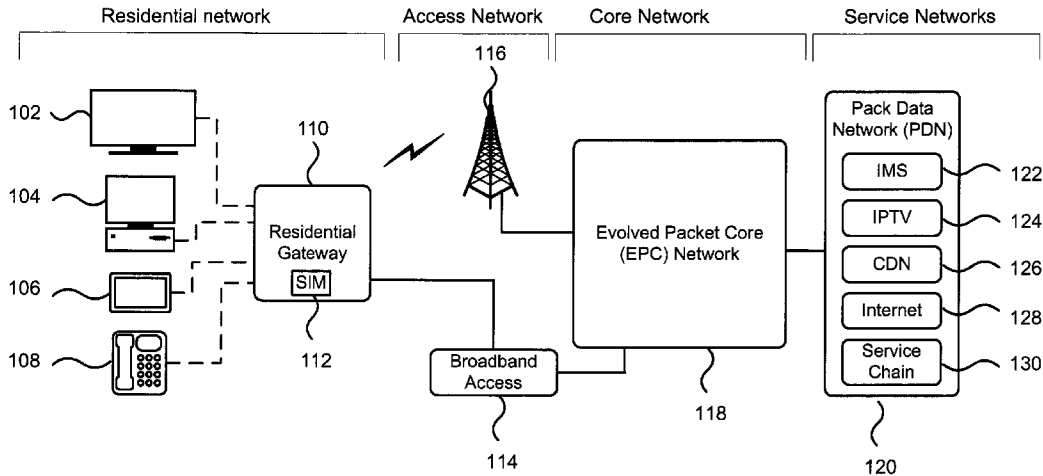 Residential network
Access Network
Core Network
Service Networks
116
102
110
Pack Data
Network (PDN)
104
IMS
122
Residential
Gateway
Evolved Packet Core
(EPC) Network
IPTV
124
106
SIM
CDN
126
Internet
128
108
112
Broadband
Access
Service
Chain
130
114
118
120